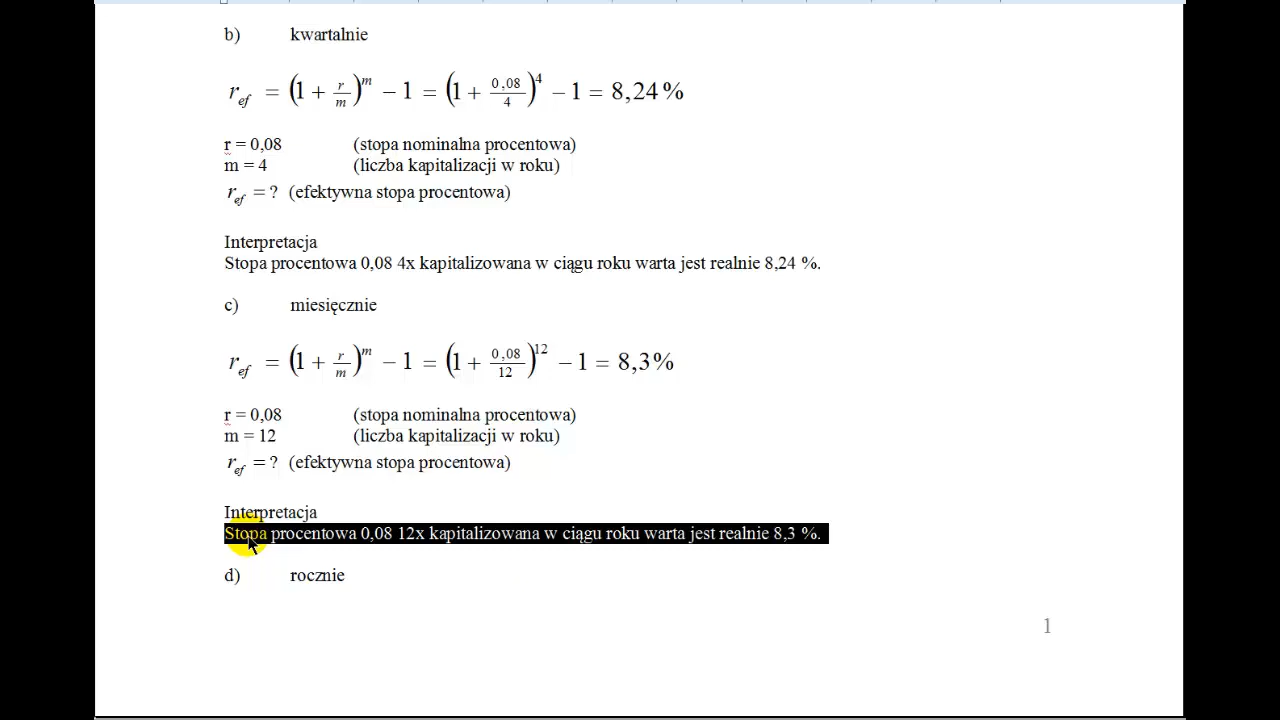 b) kwartalnie
r_ef = (1 + r/m)^m − 1 = (1 + 0,08/4)^4 − 1 = 8,24%
r = 0,08 (stopa nominalna procentowa)
m = 4 (liczba kapitalizacji w roku)
r_ef = ? (efektywna stopa procentowa)
Interpretacja
Stopa procentowa 0,08 4x kapitalizowana w ciągu roku warta jest realnie 8,24 %.
c) miesięcznie
r_ef = (1 + r/m)^m − 1 = (1 + 0,08/12)^12 − 1 = 8,3%
r = 0,08 (stopa nominalna procentowa)
m = 12 (liczba kapitalizacji w roku)
r_ef = ? (efektywna stopa procentowa)
Interpretacja
Stopa procentowa 0,08 12x kapitalizowana w ciągu roku warta jest realnie 8,3 %.
d) rocznie
1